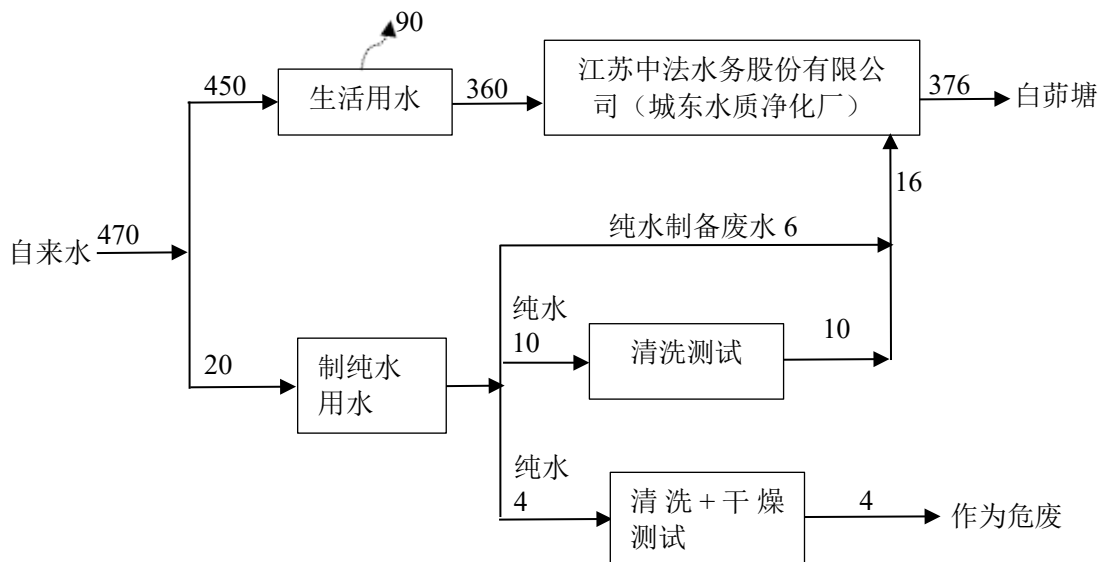 90
450
生活用水
360
江苏中法水务股份有限公
司（城东水质净化厂）
376
白茆塘
16
自来水
470
纯水制备废水 6
纯水
10
清洗测试
10
20
制纯水
用水
纯水
4
清 洗 + 干 燥
测试
4
作为危废